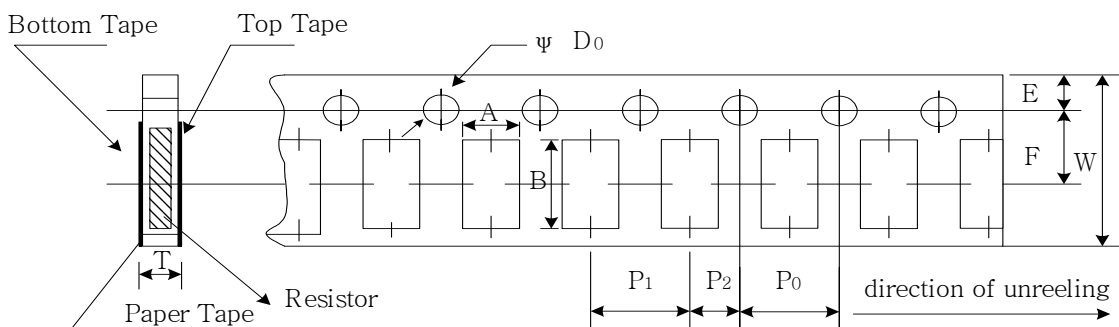 Bottom Tape
Top Tape
Ψ D0
E
A
F
W
B
T
P1
P2
P0
Resistor
direction of unreeling
Paper Tape